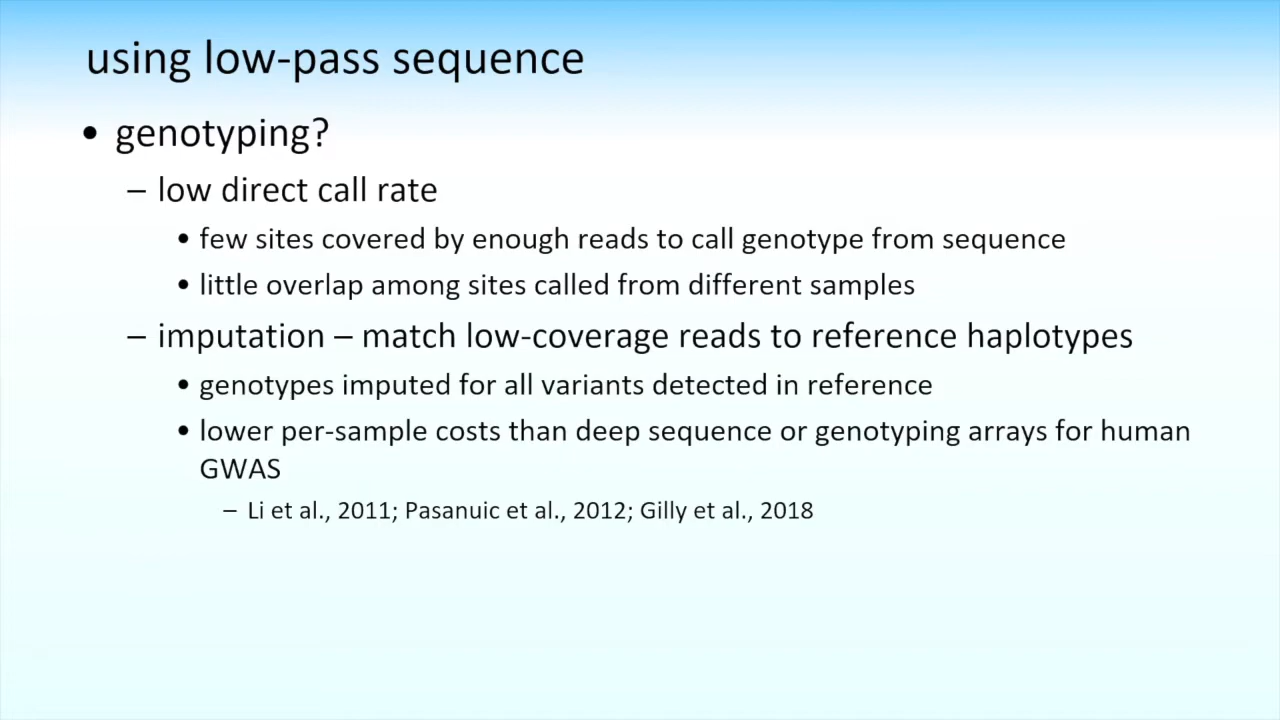 using low-pass sequence
• genotyping?
– low direct call rate
• few sites covered by enough reads to call genotype from sequence
• little overlap among sites called from different samples
– imputation – match low-coverage reads to reference haplotypes
• genotypes imputed for all variants detected in reference
• lower per-sample costs than deep sequence or genotyping arrays for human
GWAS
– Li et al., 2011; Pasanuic et al., 2012; Gilly et al., 2018